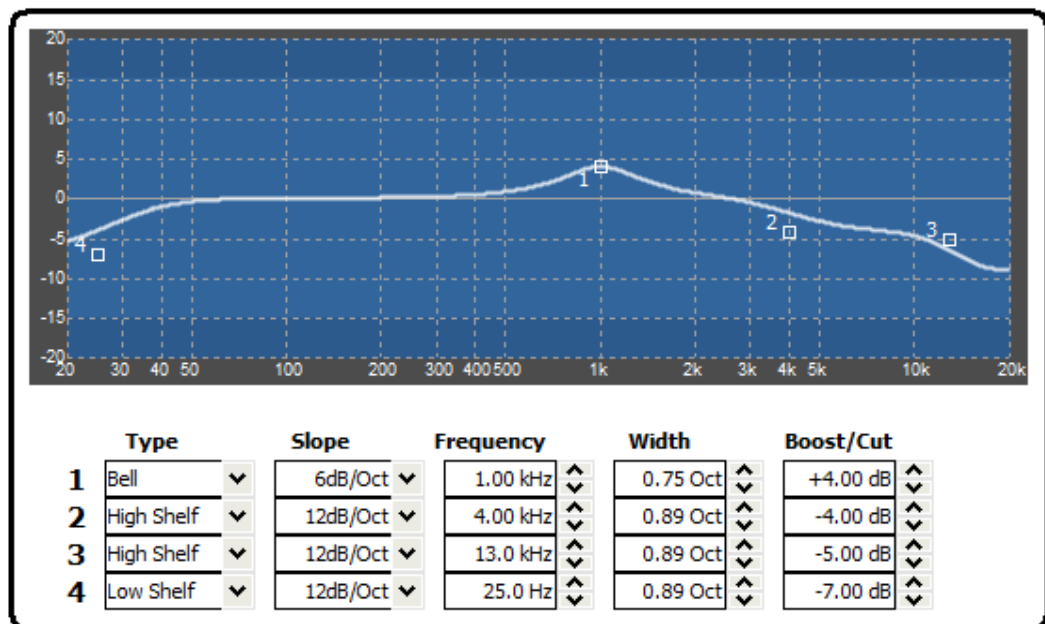 20
15
10
5
1
0
2
3
4
-5
-10
-15
-20
20 30 40 50 100 200 300 400 500 1k 2k 3k 4k 5k 10k 20k
Type Slope Frequency Width Boost/Cut
1 Bell 6dB/Oct 1.00 kHz 0.75 Oct +4.00 dB
2 High Shelf 12dB/Oct 4.00 kHz 0.89 Oct -4.00 dB
3 High Shelf 12dB/Oct 13.0 kHz 0.89 Oct -5.00 dB
4 Low Shelf 12dB/Oct 25.0 Hz 0.89 Oct -7.00 dB